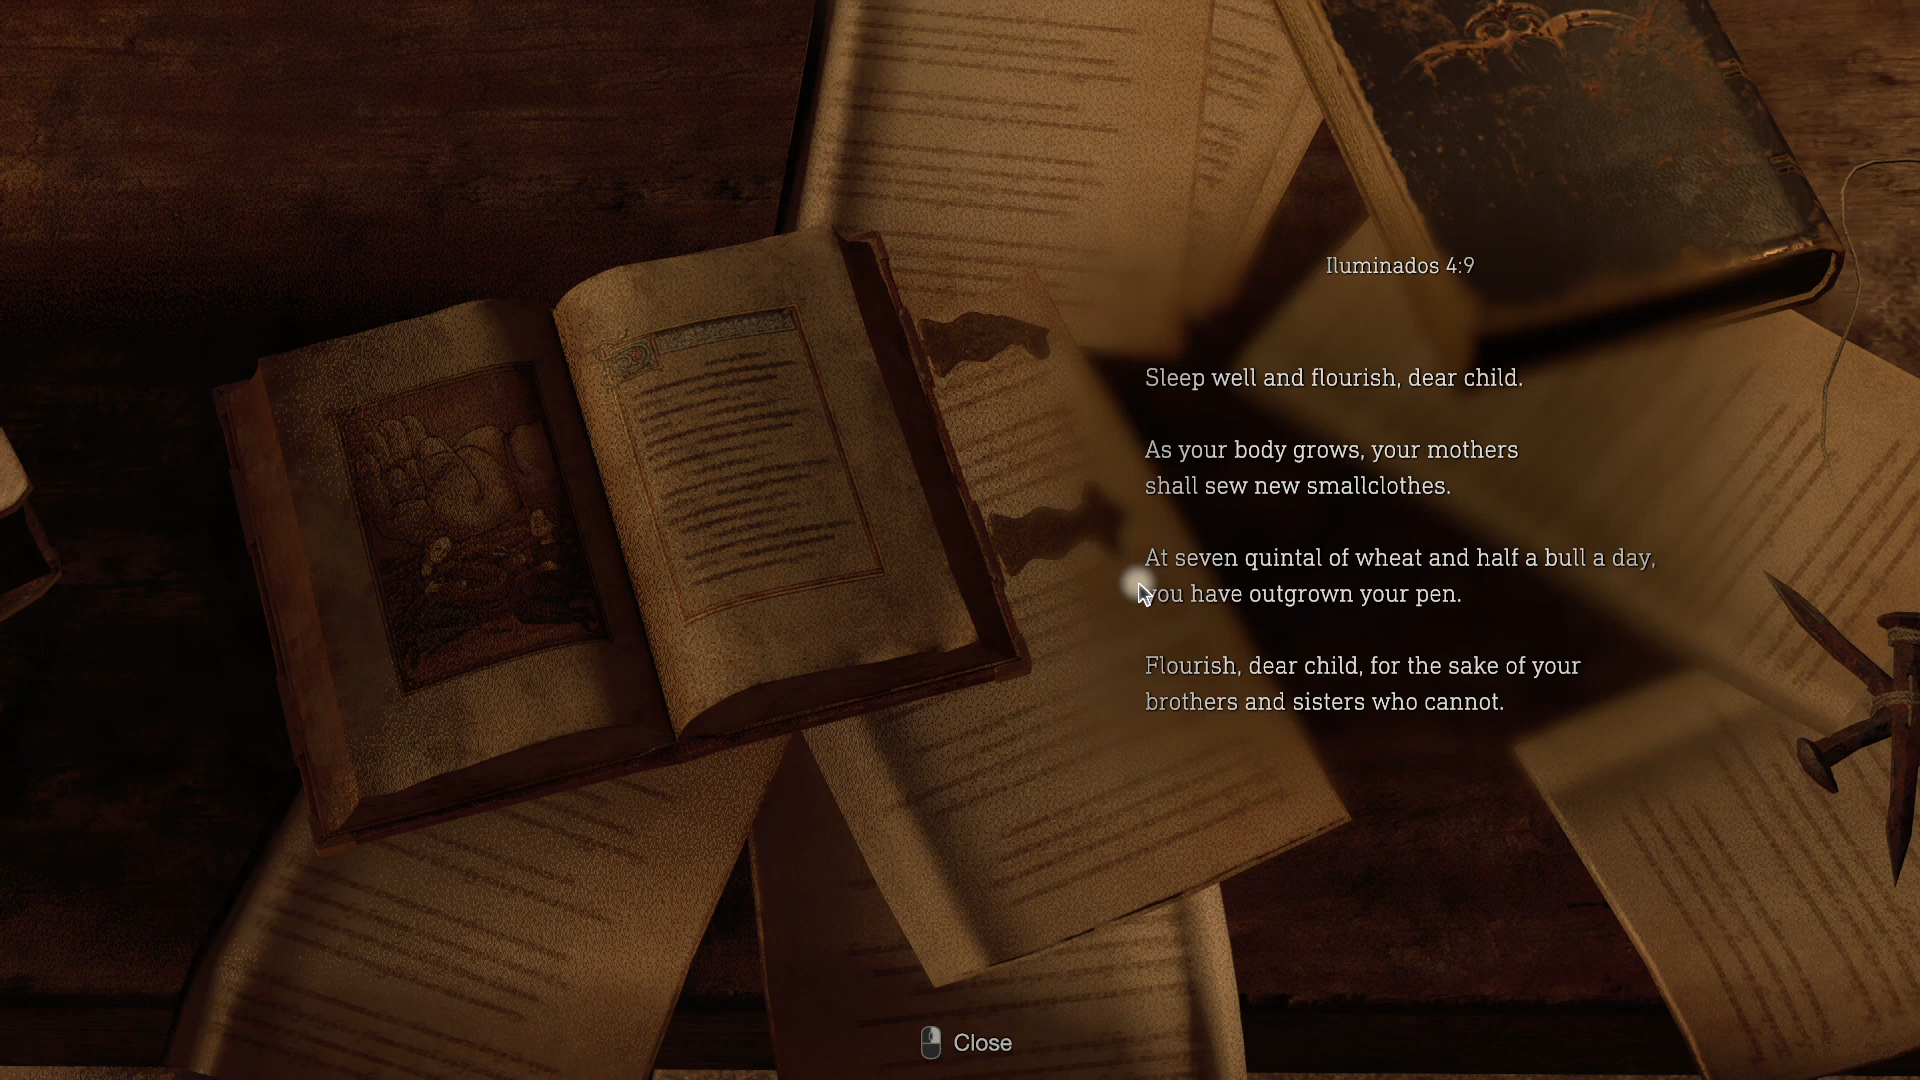 Iluminados 4:9
Sleep well and flourish, dear child.
As your body grows, your mothers
shall sew new smallclothes.
At seven quintal of wheat and half a bull a day,
you have outgrown your pen.
Flourish, dear child, for the sake of your
brothers and sisters who cannot.
Close